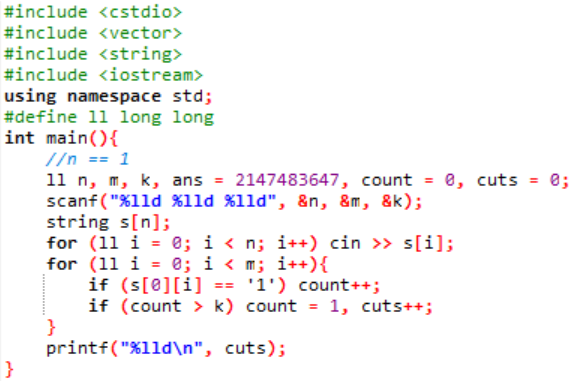 #include <cstdio>
#include <vector>
#include <string>
#include <iostream>
using namespace std;
#define ll long long
int main(){
    //n == 1
    ll n, m, k, ans = 2147483647, count = 0, cuts = 0;
    scanf("%lld %lld %lld", &n, &m, &k);
    string s[n];
    for (ll i = 0; i < n; i++) cin >> s[i];
    for (ll i = 0; i < m; i++){
        if (s[0][i] == '1') count++;
        if (count > k) count = 1, cuts++;
    }
    printf("%lld\n", cuts);
}